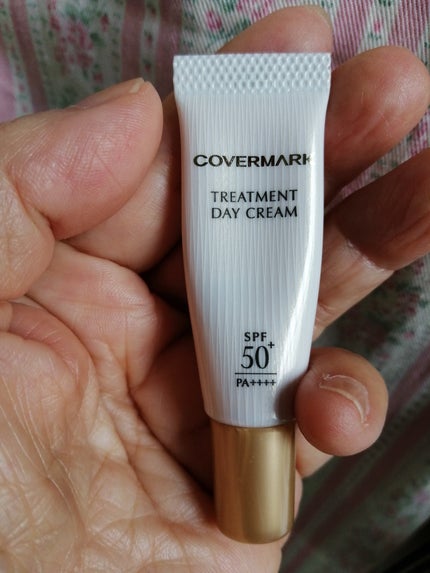 COVERMARK
TREATMENT
DAY CREAM
SPF
50+
PA++++